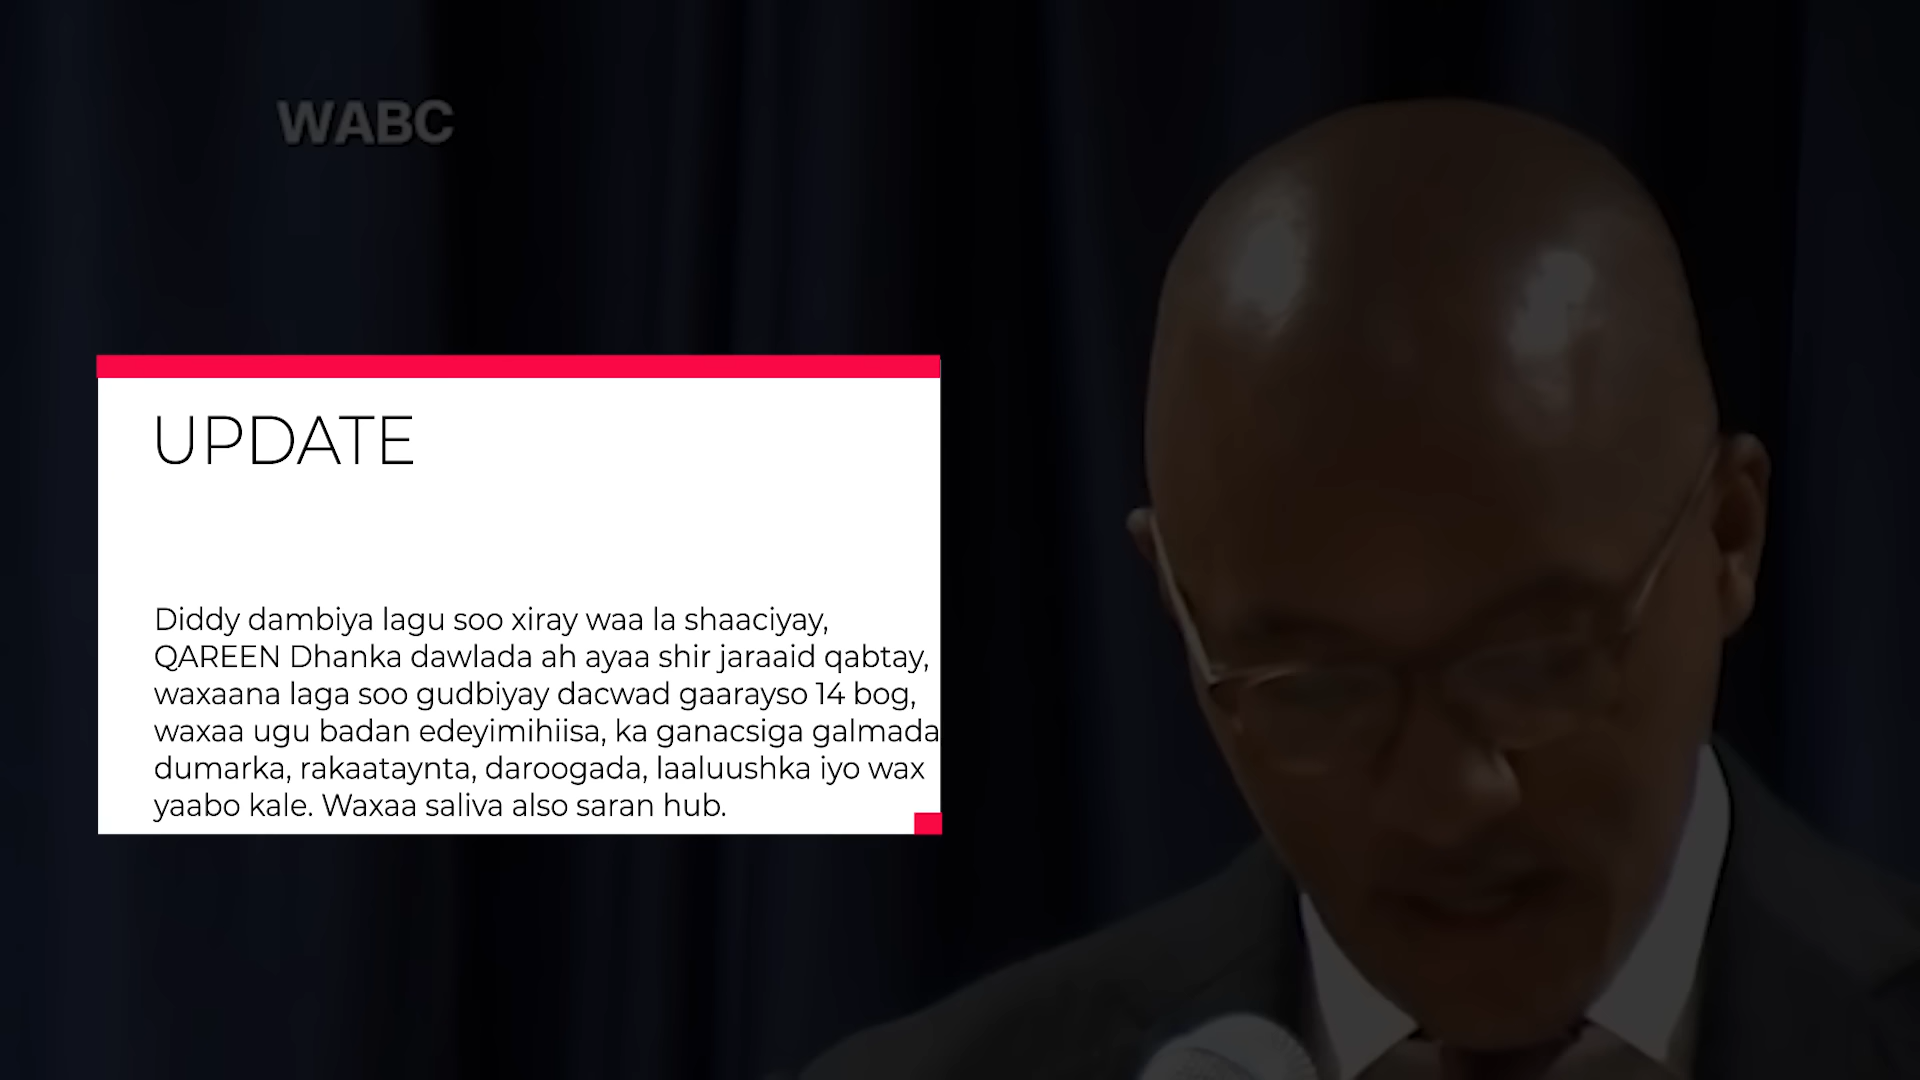 WABC
UPDATE
Diddy dambiya lagu soo xiray waa la shaaciyay,
QAREEN Dhanka dawlada ah ayaa shir jaraaid qabtay,
waxaana laga soo gudbiyay dacwad gaarayso 14 bog,
waxaa ugu badan edeyimihiisa, ka ganacsiga galmada
dumarka, rakaataynta, daroogada, laaluushka iyo wax
yaabo kale. Waxaa saliva also saran hub.